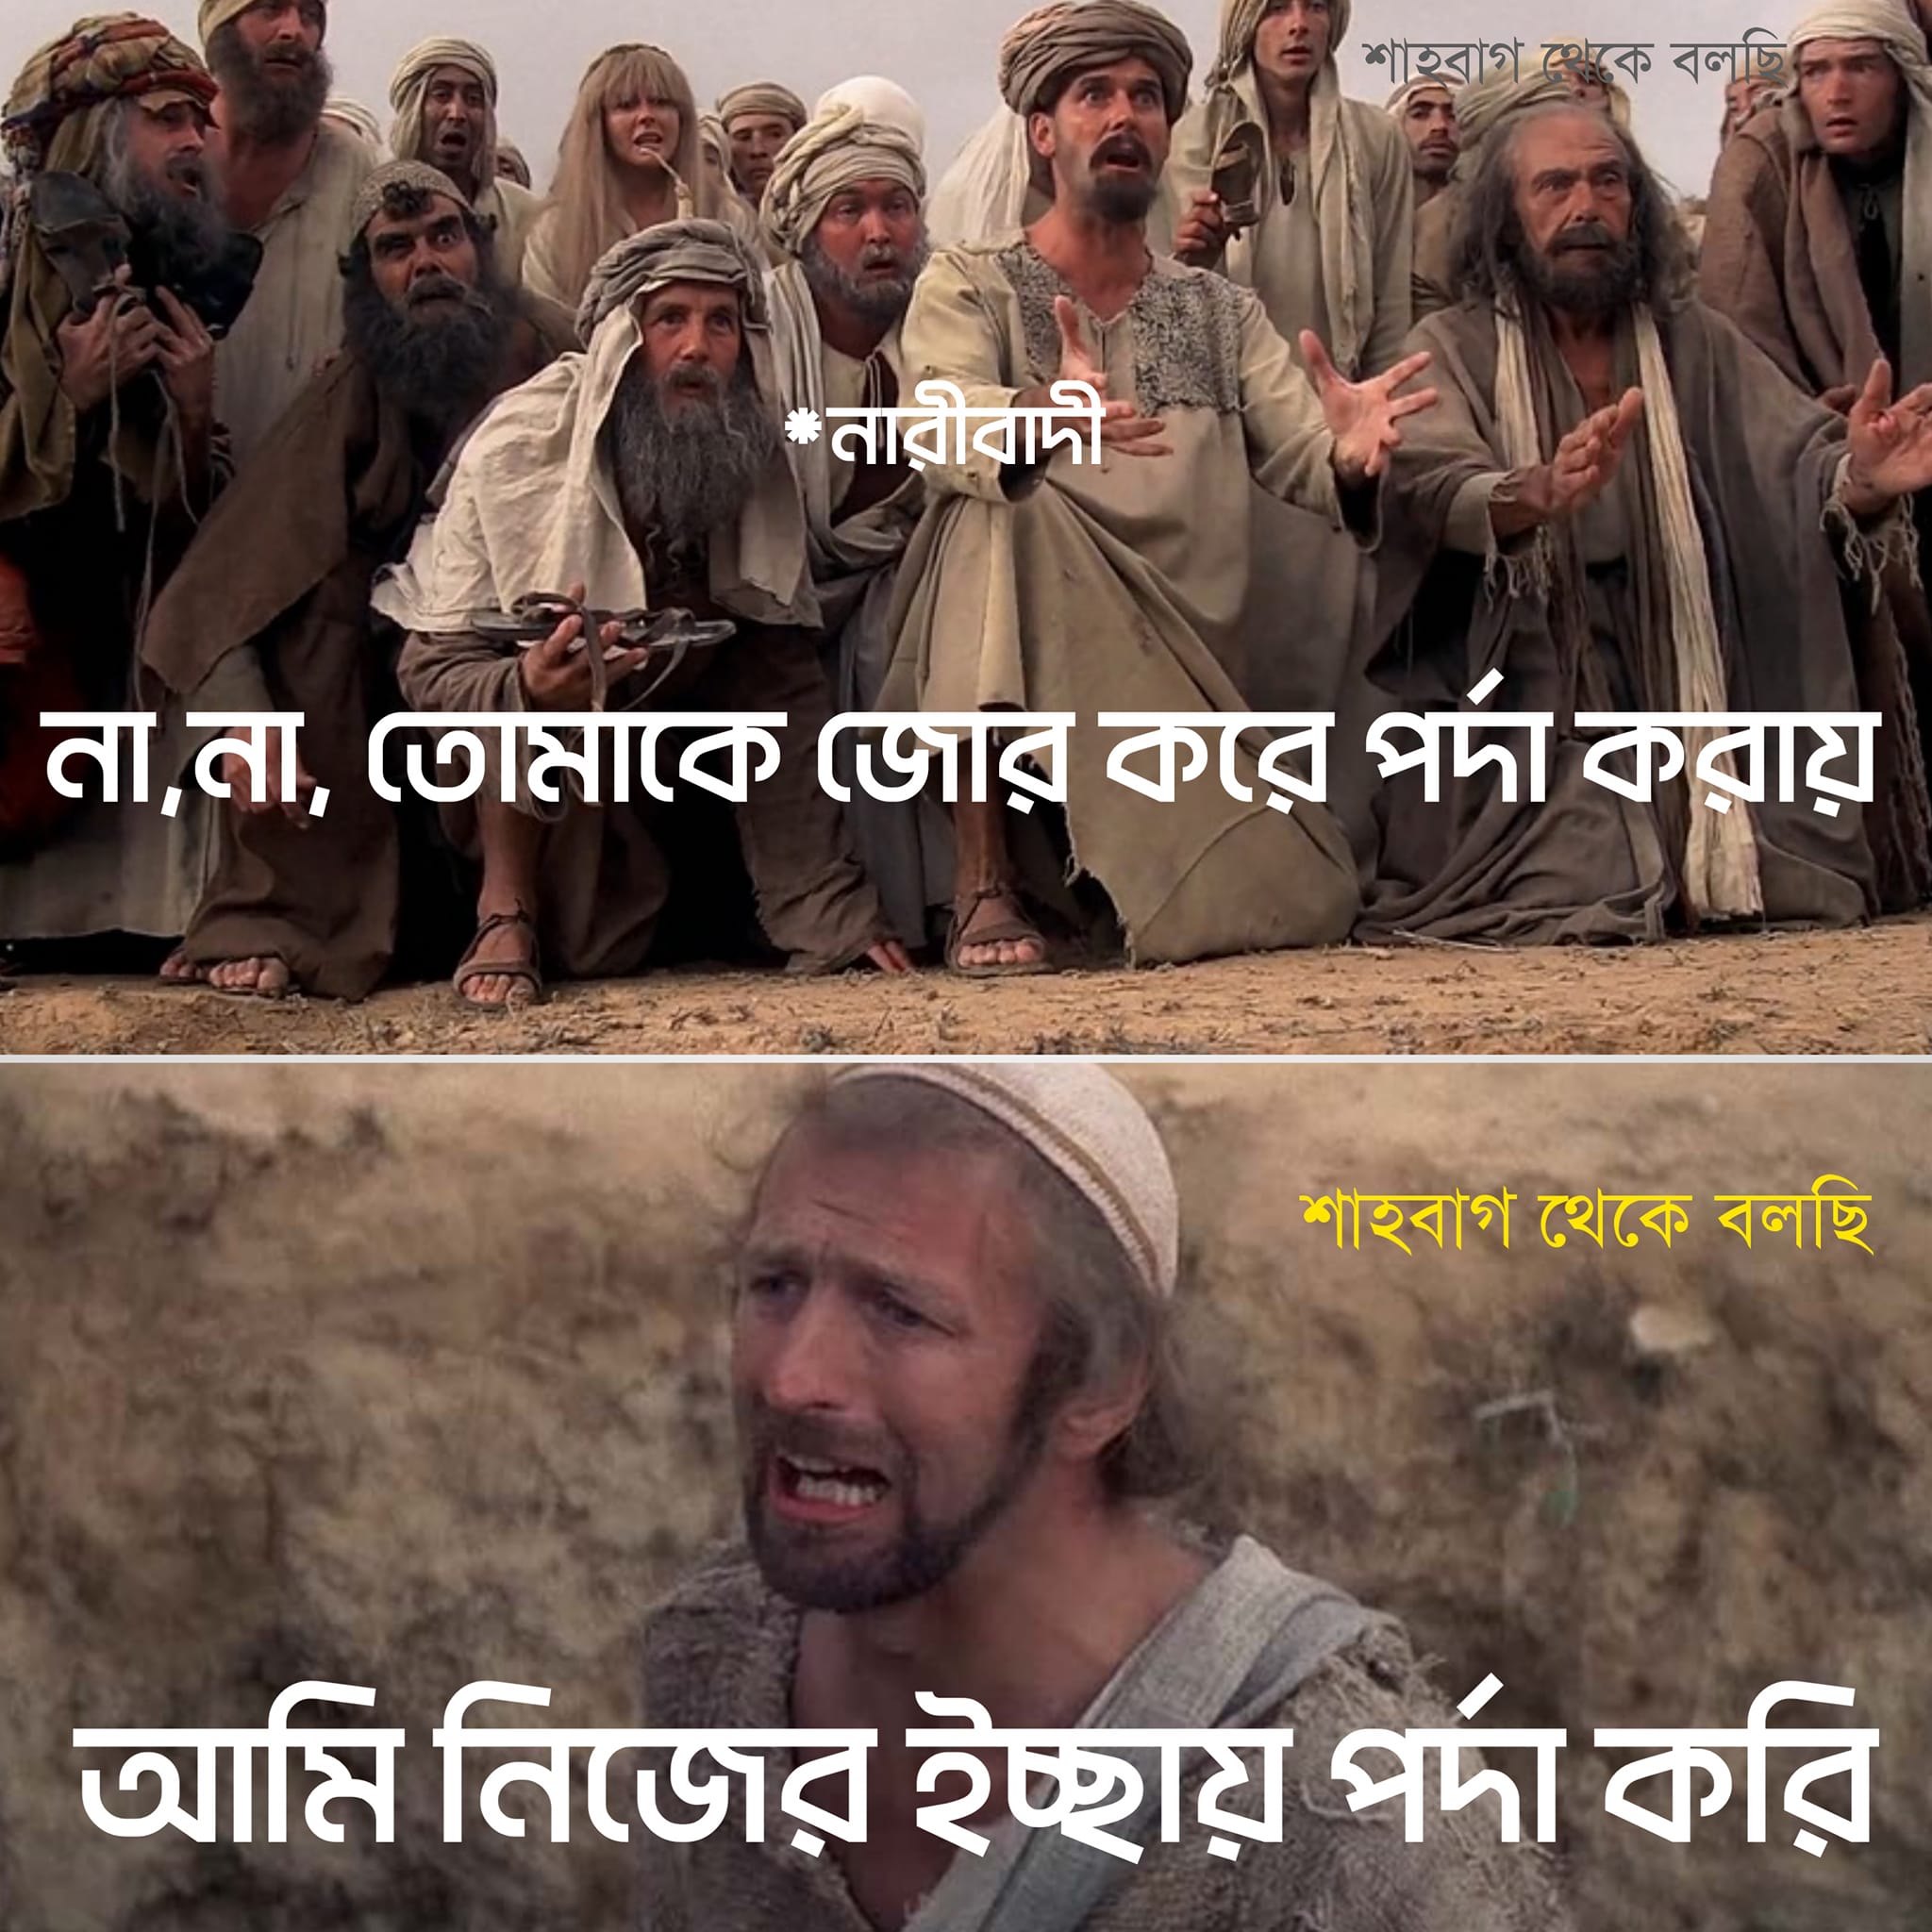 শাহবাগ থেকে বলছি
*নারীবাদী
না,না, তোমাকে জোর করে পর্দা করায়
শাহবাগ থেকে বলছি
আমি নিজের ইচ্ছায় পর্দা করি